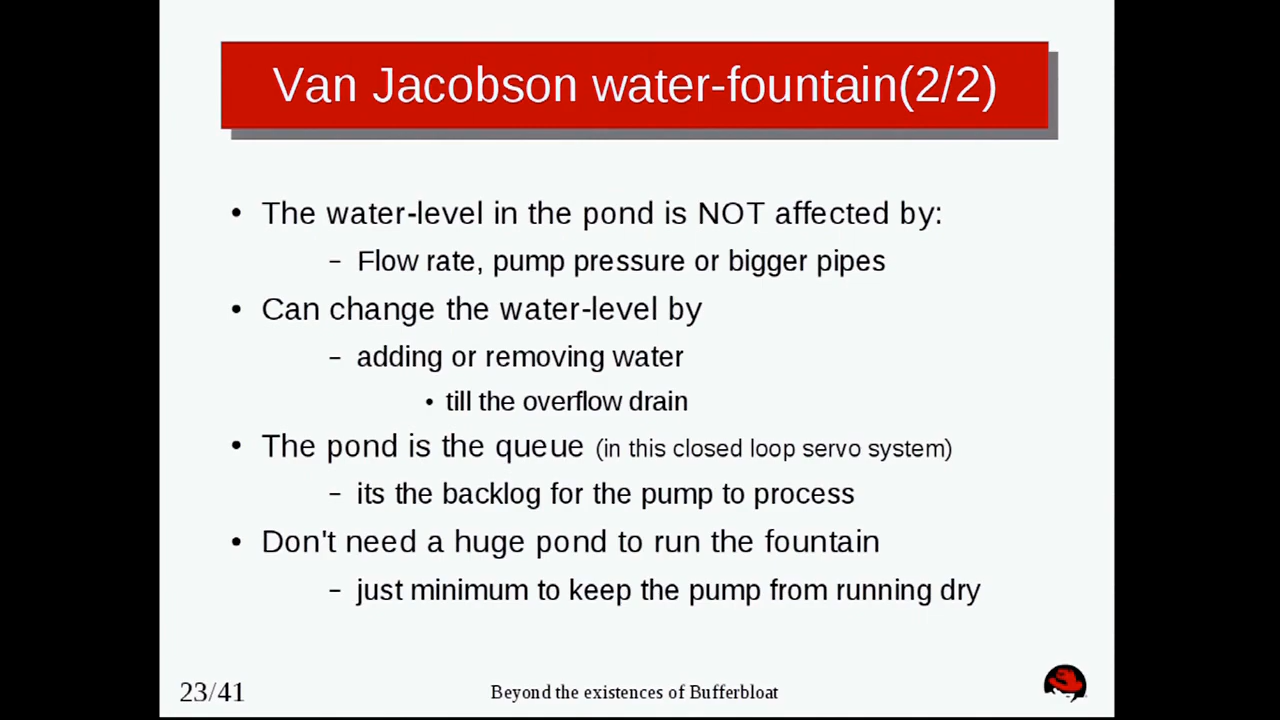 Van Jacobson water-fountain(2/2)
• The water-level in the pond is NOT affected by:
– Flow rate, pump pressure or bigger pipes
• Can change the water-level by
– adding or removing water
• till the overflow drain
• The pond is the queue (in this closed loop servo system)
– its the backlog for the pump to process
• Don't need a huge pond to run the fountain
– just minimum to keep the pump from running dry
23/41
Beyond the existences of Bufferbloat